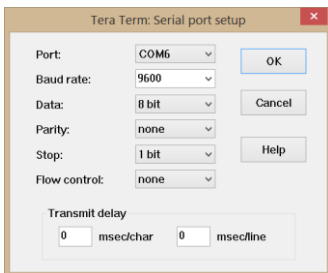 Tera Term: Serial port setup
Port: COM6 OK
Baud rate: 9600
Data: 8 bit Cancel
Parity: none
Stop: 1 bit Help
Flow control: none
Transmit delay
0 msec/char 0 msec/line